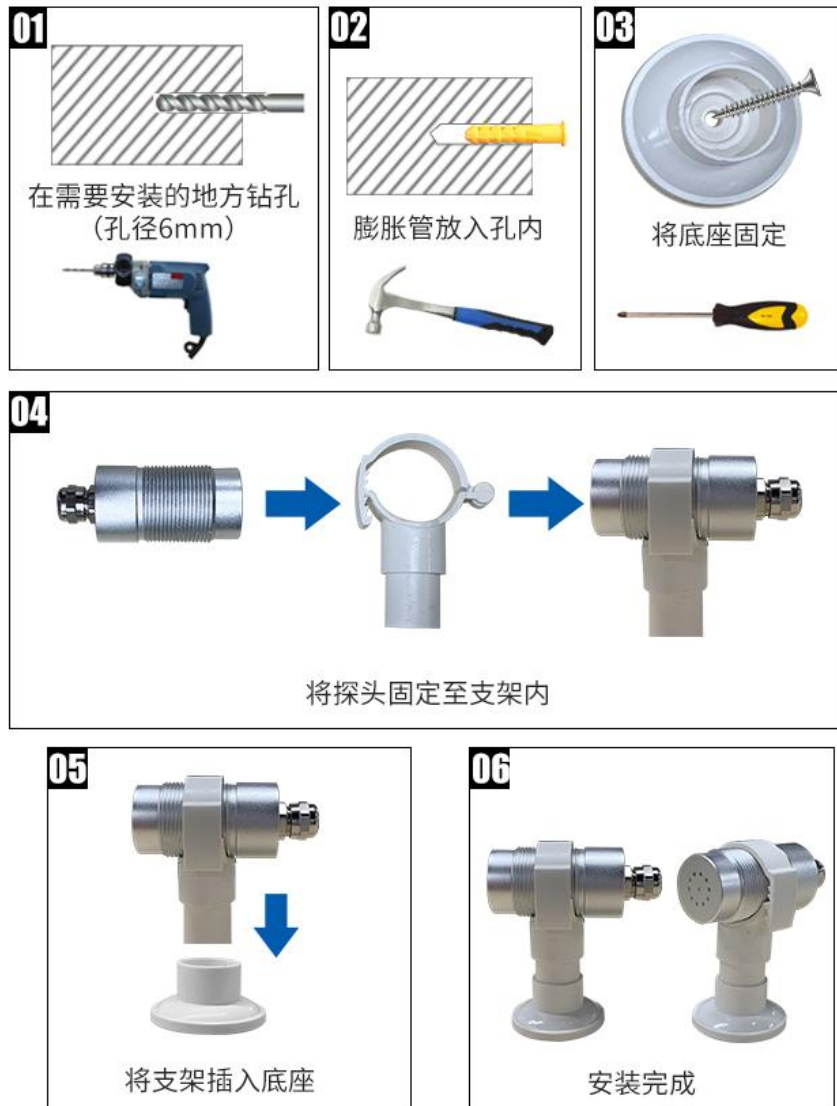 01
在需要安装的地方钻孔
（孔径6mm）
02
膨胀管放入孔内
03
将底座固定
04
将探头固定至支架内
05
将支架插入底座
06
安装完成